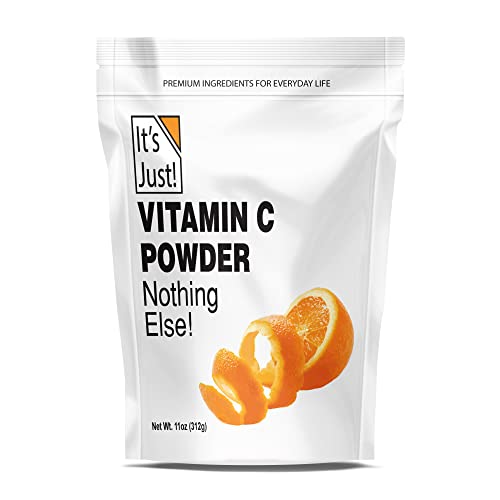 PREMIUM INGREDIENTS FOR EVERYDAY LIFE
It's
Just!
VITAMIN C
POWDER
Nothing
Else!
Net Wt. 11oz (312g)